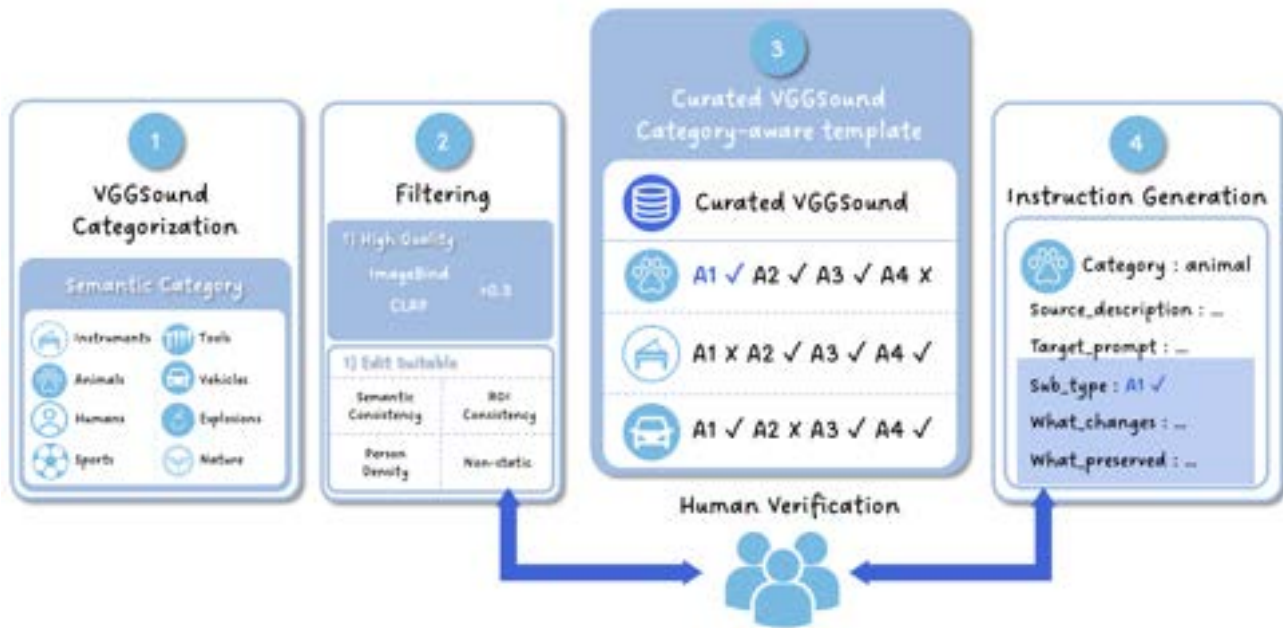 1
VGGSound
Categorization
Semantic Category
Instruments
Tools
Animals
Vehicles
Humans
Explosions
Sports
Nature
2
Filtering
1) High Quality
ImageBind
CLAP
>0.3
1) Edit Suitable
Semantic
Consistency
ROI
Consistency
Person
Density
Non-static
3
Curated VGGSound
Category-aware template
Curated VGGSound
A1 ✓ A2 ✓ A3 ✓ A4 X
A1 X A2 ✓ A3 ✓ A4 ✓
A1 ✓ A2 X A3 ✓ A4 ✓
Human Verification
4
Instruction Generation
Category : animal
Source_description : ...
Target_prompt : ...
Sub_type : A1 ✓
What_changes : ...
What_preserved : ...